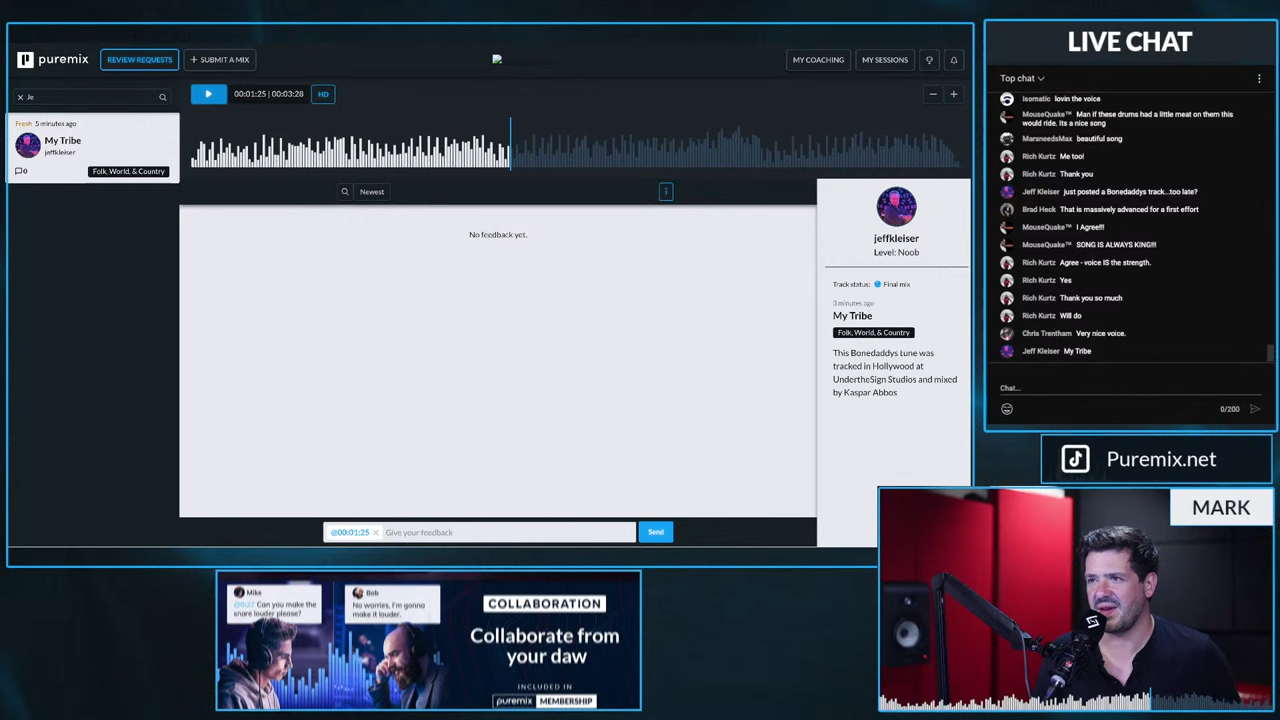 puremix
REVIEW REQUESTS
+ SUBMIT A MIX
MY COACHING
MY SESSIONS
Je
00:01:25 | 00:03:28
HD
Fresh 5 minutes ago
My Tribe
jeffkleiser
0
Folk, World, & Country
Newest
No feedback yet.
jeffkleiser
Level: Noob
Track status: Final mix
3 minutes ago
My Tribe
Folk, World, & Country
This Bonedaddys tune was
tracked in Hollywood at
UndertheSign Studios and mixed
by Kaspar Abbos
@00:01:25 Give your feedback
Send
LIVE CHAT
Top chat
Isomatic lovin the voice
MouseQuake™ Man if these drums had a little meat on them this
would ride. Its a nice song
MarsneedsMax beautiful song
Rich Kurtz Me too!
Rich Kurtz Thank you
Jeff Kleiser just posted a Bonedaddys track...too late?
Brad Heck That is massively advanced for a first effort
MouseQuake™ I Agree!!!
MouseQuake™ SONG IS ALWAYS KING!!!
Rich Kurtz Agree - voice IS the strength.
Rich Kurtz Yes
Rich Kurtz Thank you so much
Rich Kurtz Will do
Chris Trentham Very nice voice.
Jeff Kleiser My Tribe
Chat...
0/200
Puremix.net
MARK
Mike
@0:27 Can you make the
snare louder please?
Bob
No worries, I'm gonna
make it louder.
COLLABORATION
Collaborate from
your daw
INCLUDED IN
puremix MEMBERSHIP